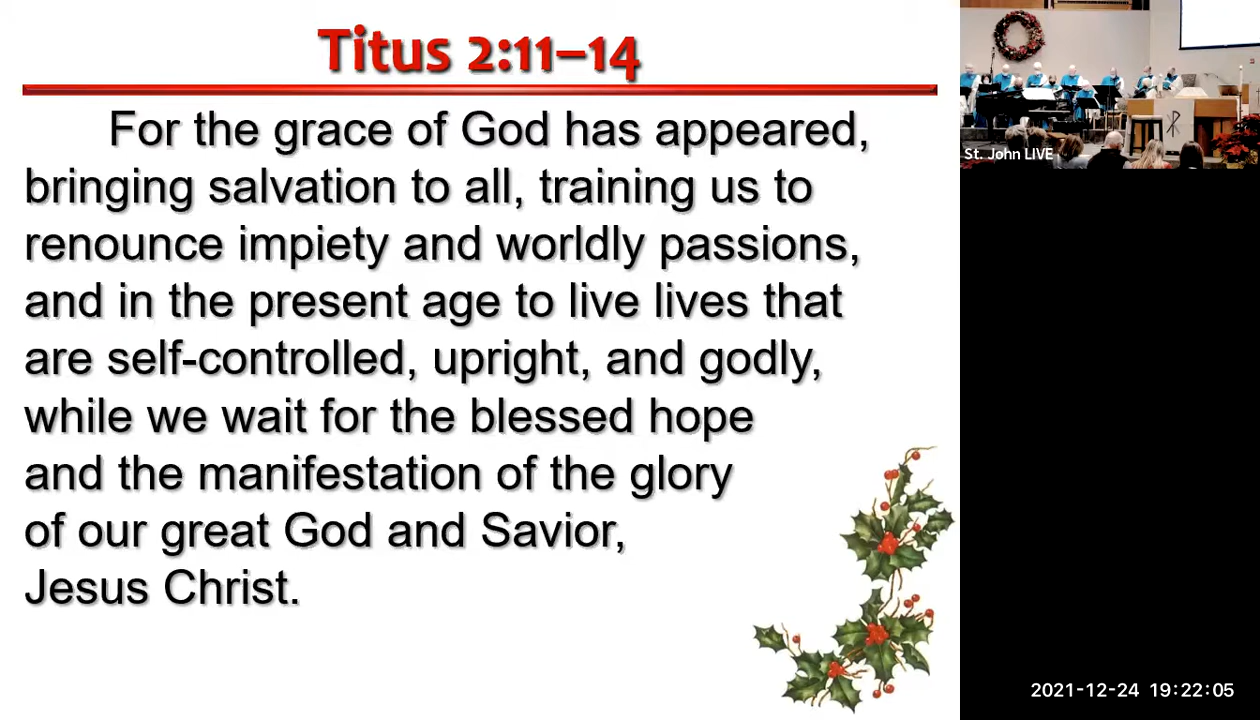 Titus 2:11–14
For the grace of God has appeared,
bringing salvation to all, training us to
renounce impiety and worldly passions,
and in the present age to live lives that
are self-controlled, upright, and godly,
while we wait for the blessed hope
and the manifestation of the glory
of our great God and Savior,
Jesus Christ.
St. John LIVE
2021-12-24 19:22:05